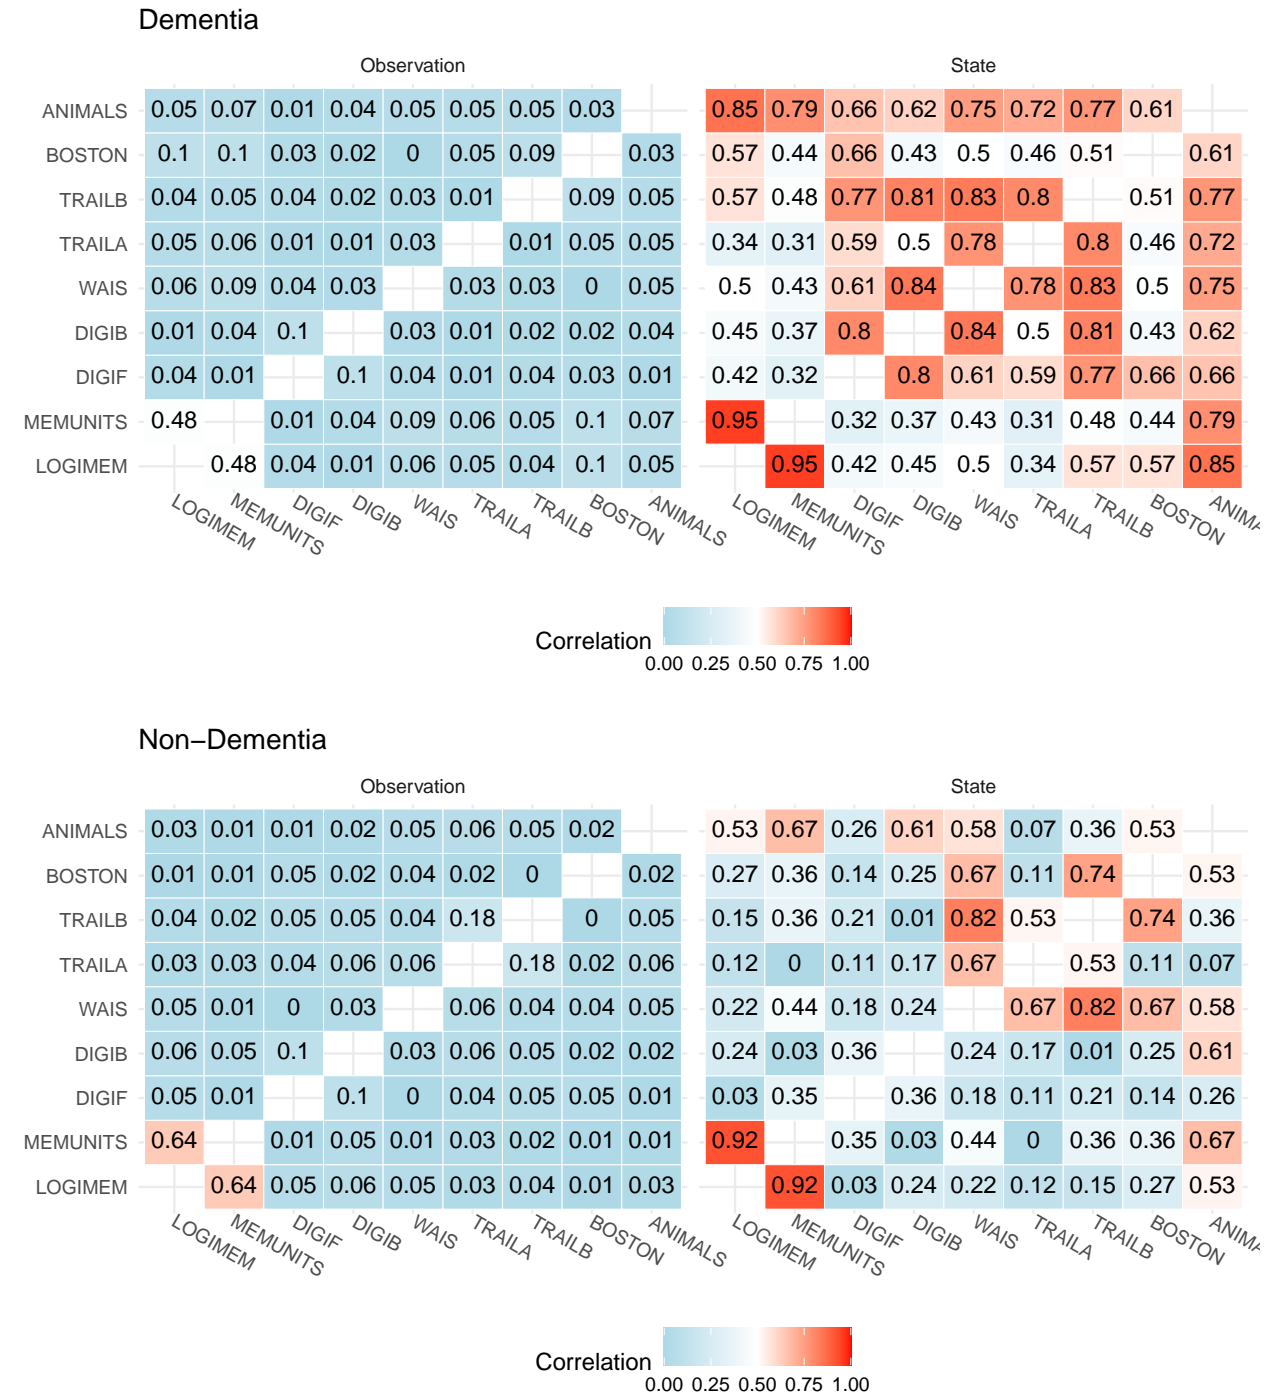 Dementia
Observation State
ANIMALS 0.05 0.07 0.01 0.04 0.05 0.05 0.05 0.03 0.85 0.79 0.66 0.62 0.75 0.72 0.77 0.61
BOSTON 0.1 0.1 0.03 0.02 0 0.05 0.09 0.03 0.57 0.44 0.66 0.43 0.5 0.46 0.51 0.61
TRAILB 0.04 0.05 0.04 0.02 0.03 0.01 0.09 0.05 0.57 0.48 0.77 0.81 0.83 0.8 0.51 0.77
TRAILA 0.05 0.06 0.01 0.01 0.03 0.01 0.05 0.05 0.34 0.31 0.59 0.5 0.78 0.8 0.46 0.72
WAIS 0.06 0.09 0.04 0.03 0.03 0.03 0 0.05 0.5 0.43 0.61 0.84 0.78 0.83 0.5 0.75
DIGIB 0.01 0.04 0.1 0.03 0.01 0.02 0.02 0.04 0.45 0.37 0.8 0.84 0.5 0.81 0.43 0.62
DIGIF 0.04 0.01 0.1 0.04 0.01 0.04 0.03 0.01 0.42 0.32 0.8 0.61 0.59 0.77 0.66 0.66
MEMUNITS 0.48 0.01 0.04 0.09 0.06 0.05 0.1 0.07 0.95 0.32 0.37 0.43 0.31 0.48 0.44 0.79
LOGIMEM 0.48 0.04 0.01 0.06 0.05 0.04 0.1 0.05 0.95 0.42 0.45 0.5 0.34 0.57 0.57 0.85
LOGIMEM MEMUNITS DIGIF DIGIB WAIS TRAILA TRAILB BOSTON ANIMALS LOGIMEM MEMUNITS DIGIF DIGIB WAIS TRAILA TRAILB BOSTON ANIMA
Correlation
0.00 0.25 0.50 0.75 1.00
Non−Dementia
Observation State
ANIMALS 0.03 0.01 0.01 0.02 0.05 0.06 0.05 0.02 0.53 0.67 0.26 0.61 0.58 0.07 0.36 0.53
BOSTON 0.01 0.01 0.05 0.02 0.04 0.02 0 0.02 0.27 0.36 0.14 0.25 0.67 0.11 0.74 0.53
TRAILB 0.04 0.02 0.05 0.05 0.04 0.18 0 0.05 0.15 0.36 0.21 0.01 0.82 0.53 0.74 0.36
TRAILA 0.03 0.03 0.04 0.06 0.06 0.18 0.02 0.06 0.12 0 0.11 0.17 0.67 0.53 0.11 0.07
WAIS 0.05 0.01 0 0.03 0.06 0.04 0.04 0.05 0.22 0.44 0.18 0.24 0.67 0.82 0.67 0.58
DIGIB 0.06 0.05 0.1 0.03 0.06 0.05 0.02 0.02 0.24 0.03 0.36 0.24 0.17 0.01 0.25 0.61
DIGIF 0.05 0.01 0.1 0 0.04 0.05 0.05 0.01 0.03 0.35 0.36 0.18 0.11 0.21 0.14 0.26
MEMUNITS 0.64 0.01 0.05 0.01 0.03 0.02 0.01 0.01 0.92 0.35 0.03 0.44 0 0.36 0.36 0.67
LOGIMEM 0.64 0.05 0.06 0.05 0.03 0.04 0.01 0.03 0.92 0.03 0.24 0.22 0.12 0.15 0.27 0.53
LOGIMEM MEMUNITS DIGIF DIGIB WAIS TRAILA TRAILB BOSTON ANIMALS LOGIMEM MEMUNITS DIGIF DIGIB WAIS TRAILA TRAILB BOSTON ANIMA
Correlation
0.00 0.25 0.50 0.75 1.00